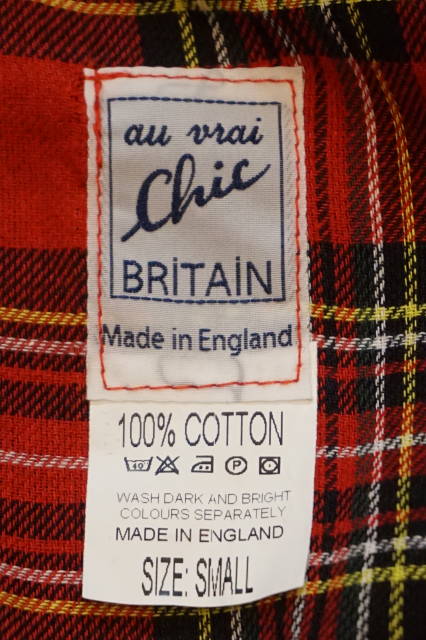 au vrai
Chic
BRITAIN
Made in England
100% COTTON
40 P
WASH DARK AND BRIGHT
COLOURS SEPARATELY
MADE IN ENGLAND
SIZE: SMALL